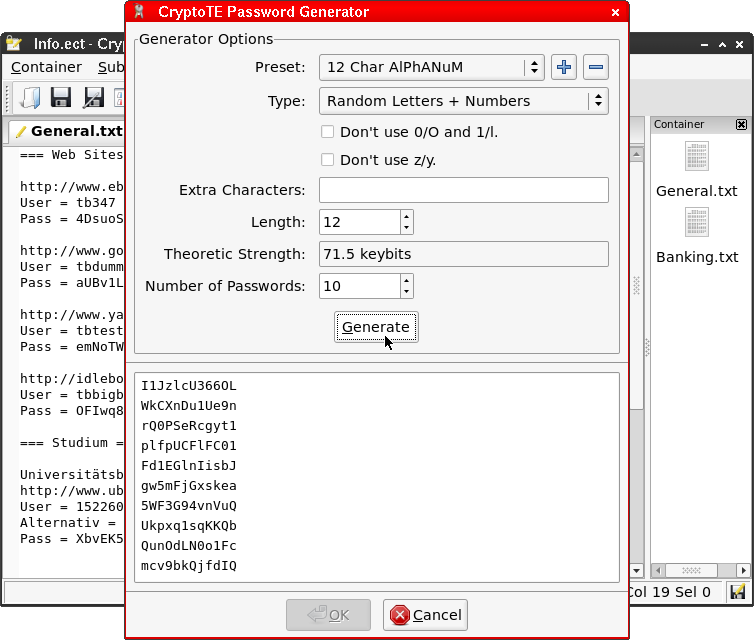 CryptoTE Password Generator
Info.ect - Cry
Container Sub
General.txt
=== Web Sites
http://www.eb
User = tb347
Pass = 4DsuoS
http://www.go
User = tbdumm
Pass = aUBv1L
http://www.ya
User = tbtest
Pass = emNoTW
http://idlebo
User = tbbigb
Pass = OFIwq8
=== Studium =
Universitätsb
http://www.ub
User = 152260
Alternativ =
Pass = XbvEK5
Generator Options
Preset: 12 Char AlPhANuM
Type: Random Letters + Numbers
Don't use 0/O and 1/l.
Don't use z/y.
Extra Characters:
Length: 12
Theoretic Strength: 71.5 keybits
Number of Passwords: 10
Generate
I1JzlcU366OL
WkCXnDu1Ue9n
rQ0PSeRcgyt1
plfpUCFlFC01
Fd1EGlnIisbJ
gw5mFjGxskea
5WF3G94vnVuQ
Ukpxq1sqKKQb
QunOdLN0o1Fc
mcv9bkQjfdIQ
OK Cancel
Container
General.txt
Banking.txt
Col 19 Sel 0